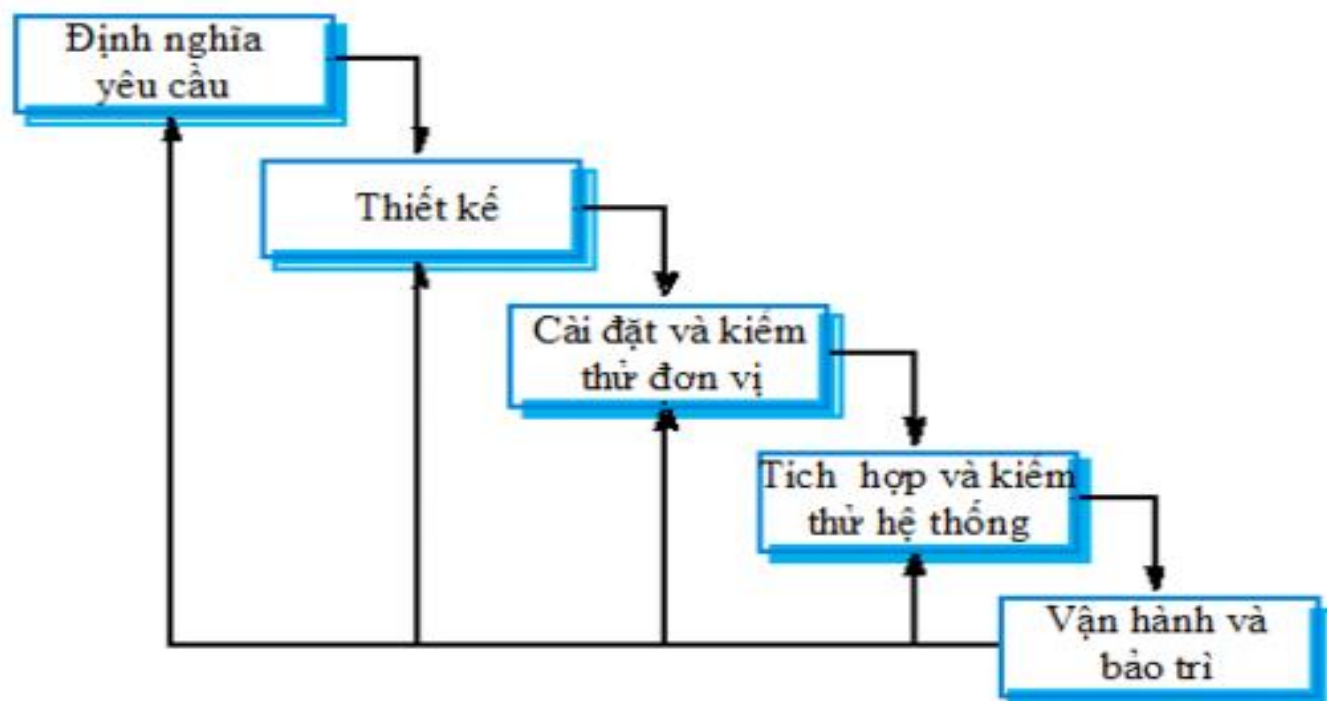 Định nghĩa
yêu cầu
Thiết kế
Cài đặt và kiểm
thử đơn vị
Tich hợp và kiểm
thử hệ thống
Vận hành và
bảo trì